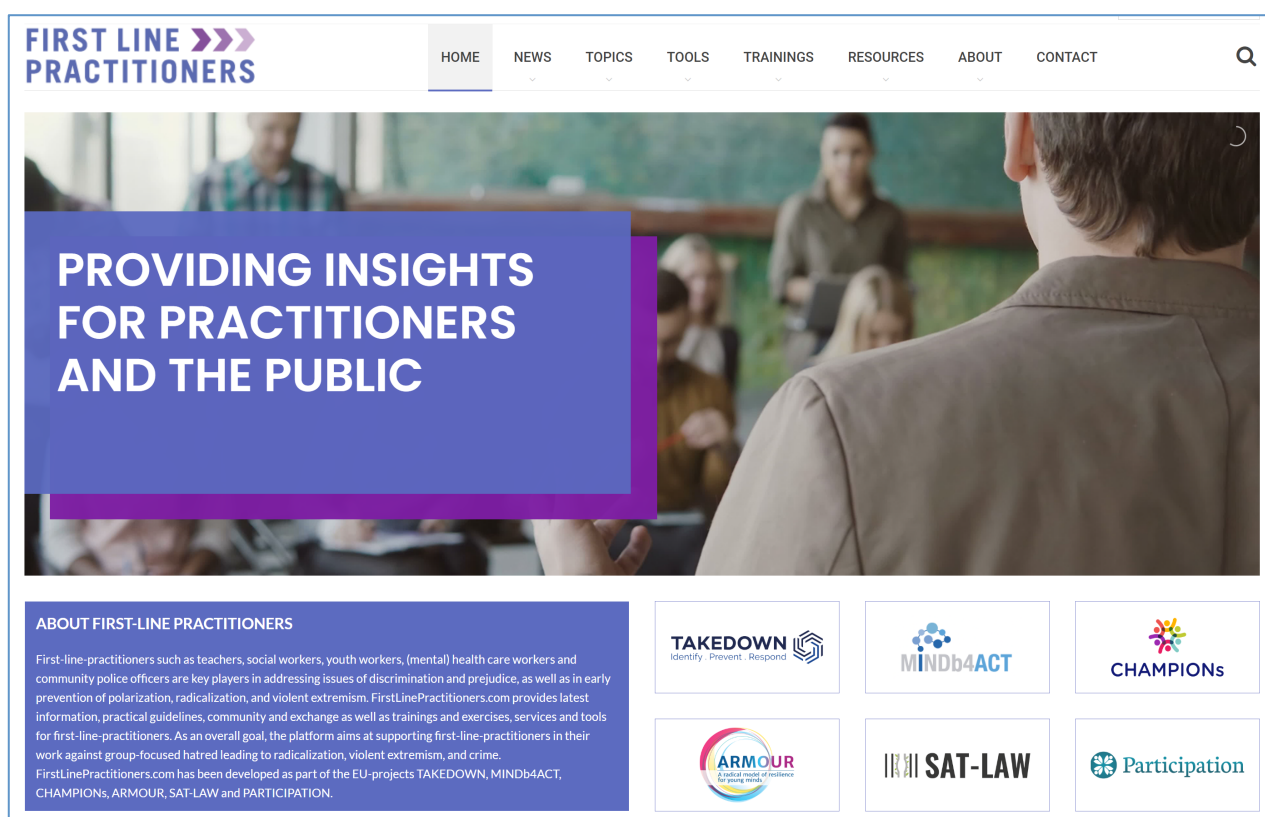 FIRST LINE
PRACTITIONERS
HOME NEWS TOPICS TOOLS TRAININGS RESOURCES ABOUT CONTACT
PROVIDING INSIGHTS
FOR PRACTITIONERS
AND THE PUBLIC
ABOUT FIRST-LINE PRACTITIONERS
First-line-practitioners such as teachers, social workers, youth workers, (mental) health care workers and
community police officers are key players in addressing issues of discrimination and prejudice, as well as in early
prevention of polarization, radicalization, and violent extremism. FirstLinePractitioners.com provides latest
information, practical guidelines, community and exchange as well as trainings and exercises, services and tools
for first-line-practitioners. As an overall goal, the platform aims at supporting first-line-practitioners in their
work against group-focused hatred leading to radicalization, violent extremism, and crime.
FirstLinePractitioners.com has been developed as part of the EU-projects TAKEDOWN, MINDb4ACT,
CHAMPIONs, ARMOUR, SAT-LAW and PARTICIPATION.
TAKEDOWN
Identify . Prevent . Respond
MINDb4ACT
CHAMPIONs
ARMOUR
A radical model of resilience
for young minds
SAT-LAW
Participation